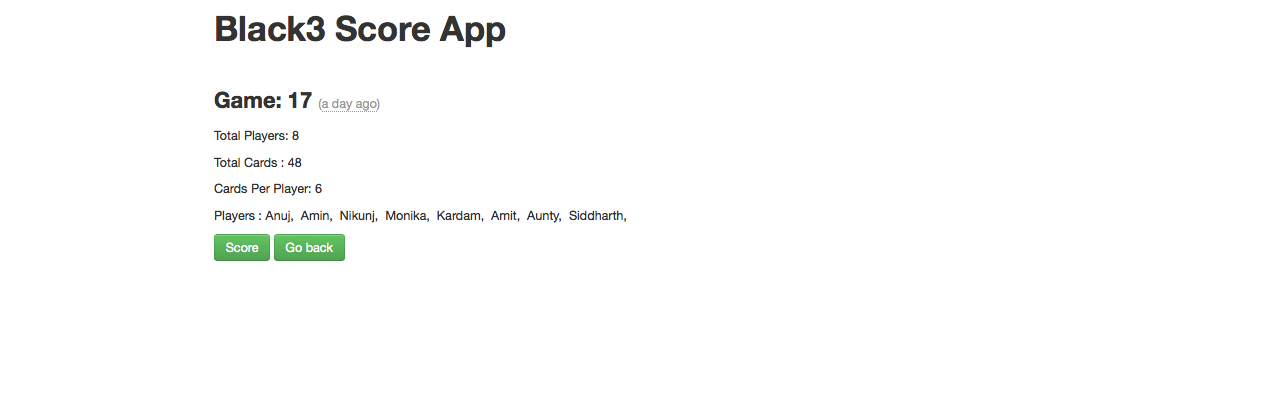 Black3 Score App
Game: 17 (a day ago)
Total Players: 8
Total Cards : 48
Cards Per Player: 6
Players : Anuj, Amin, Nikunj, Monika, Kardam, Amit, Aunty, Siddharth,
Score Go back